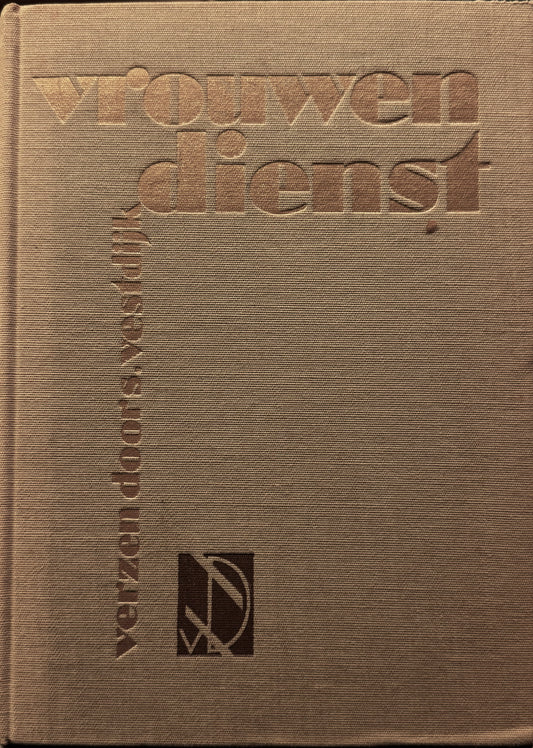 vrouwen
dienst
verzen door s. vestdijk